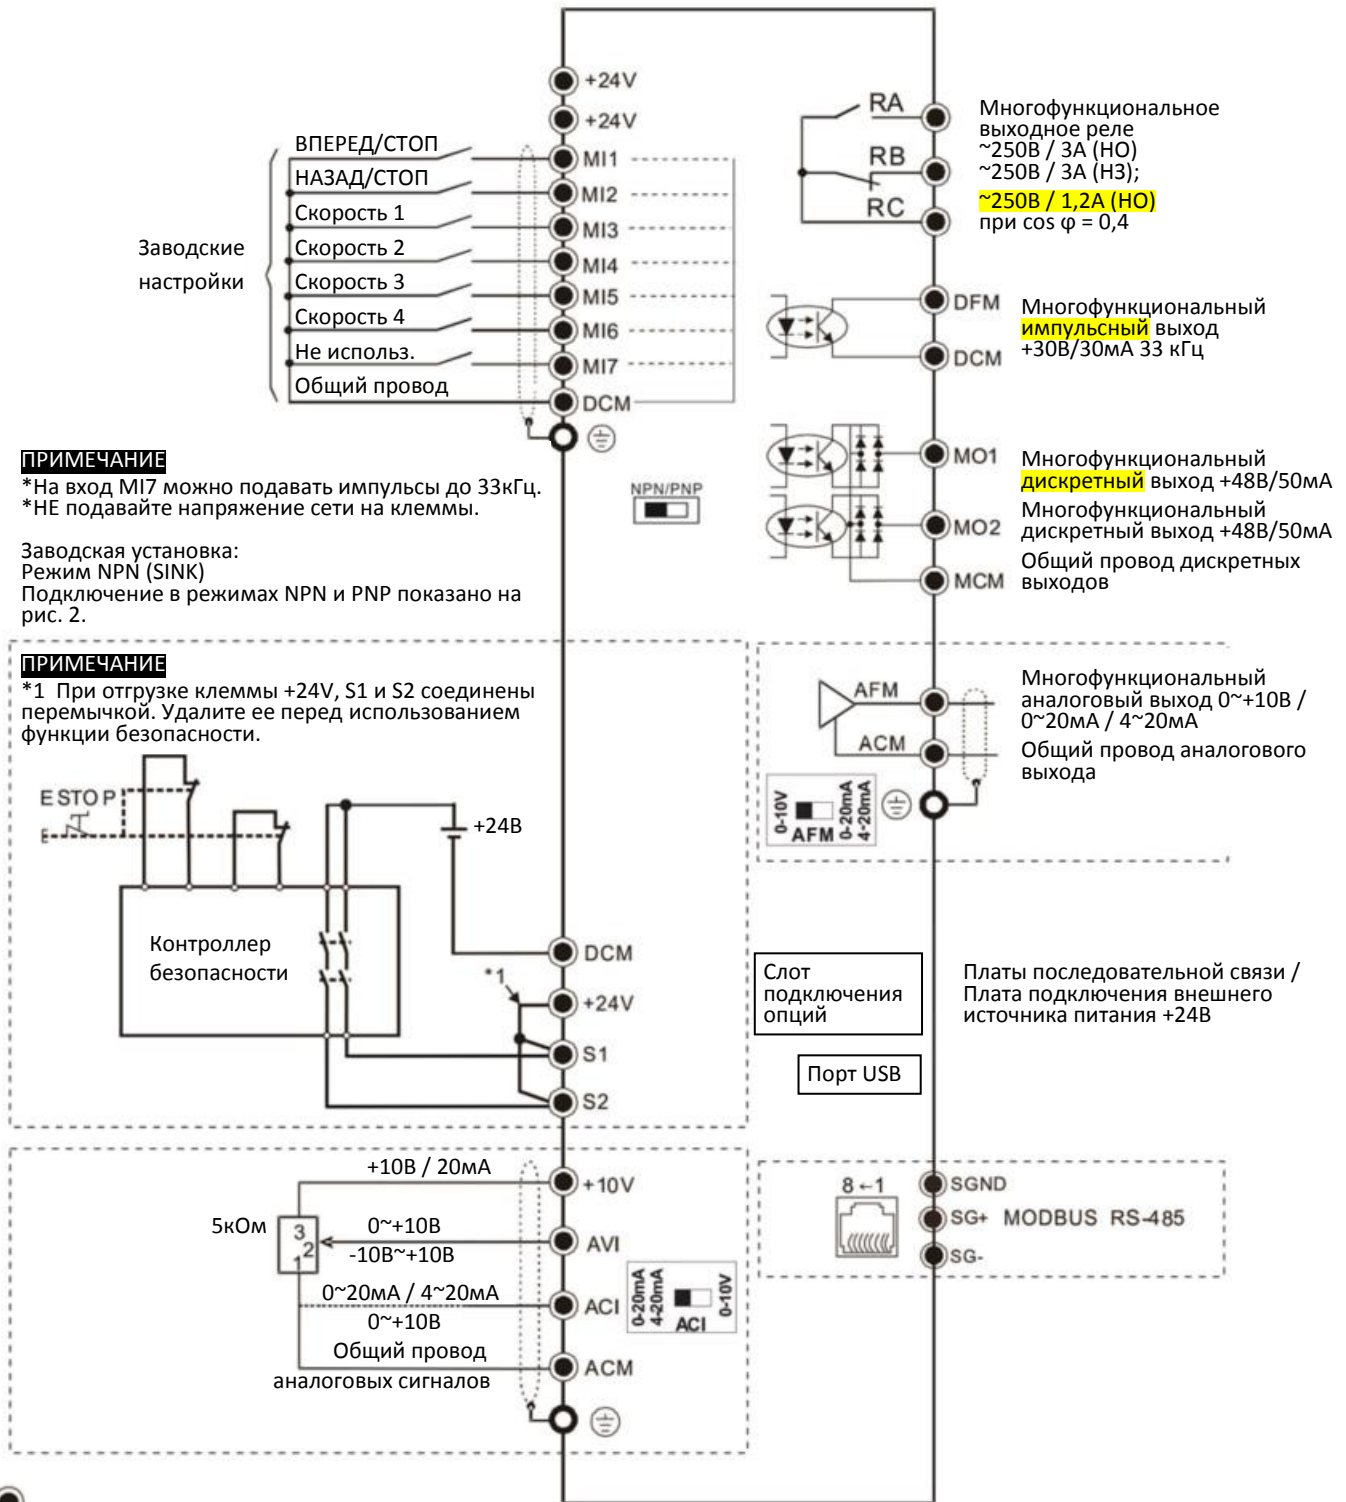 +24V
+24V
ВПЕРЕД/СТОП
MI1
НАЗАД/СТОП
MI2
Скорость 1
MI3
Заводские
настройки
Скорость 2
MI4
Скорость 3
MI5
Скорость 4
MI6
Не использ.
MI7
Общий провод
DCM
RA
RB
RC
Многофункциональное
выходное реле
~250В / 3А (НО)
~250В / 3А (НЗ);
~250В / 1,2А (НО)
при cos φ = 0,4
DFM
DCM
Многофункциональный
импульсный выход
+30В/30мА 33 кГц
ПРИМЕЧАНИЕ
*На вход MI7 можно подавать импульсы до 33кГц.
*НЕ подавайте напряжение сети на клеммы.
Заводская установка:
Режим NPN (SINK)
Подключение в режимах NPN и PNP показано на
рис. 2.
NPN/PNP
MO1
Многофункциональный
дискретный выход +48В/50мА
MO2
Многофункциональный
дискретный выход +48В/50мА
MCM
Общий провод дискретных
выходов
ПРИМЕЧАНИЕ
*1 При отгрузке клеммы +24V, S1 и S2 соединены
перемычкой. Удалите ее перед использованием
функции безопасности.
E STOP
+24В
Контроллер
безопасности
DCM
*1
+24V
S1
S2
AFM
Многофункциональный
аналоговый выход 0~+10В /
0~20мА / 4~20мА
ACM
Общий провод аналогового
выхода
0-10V
AFM
0-20mA
4-20mA
Слот
подключения
опций
Платы последовательной связи /
Плата подключения внешнего
источника питания +24В
Порт USB
+10В / 20мА
+10V
5кОм
3
2
1
0~+10В
-10В~+10В
AVI
0~20мА / 4~20мА
0~+10В
ACI
0-20mA
4-20mA
ACI
0-10V
Общий провод
аналоговых сигналов
ACM
8←1
SGND
SG+ MODBUS RS-485
SG-